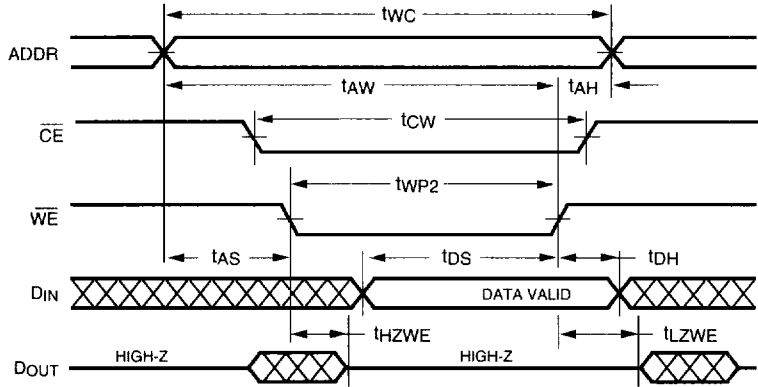 tWC
ADDR
tAW
tAH
tCW
CE
tWP2
WE
tAS
tDS
tDH
DIN
DATA VALID
tHZWE
tLZWE
DOUT
HIGH-Z
HIGH-Z